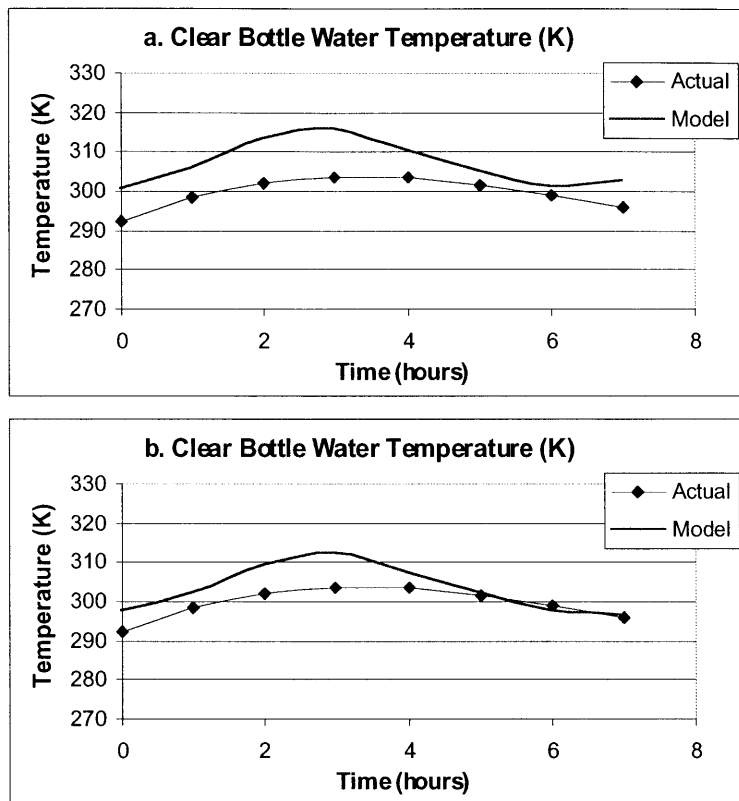 a. Clear Bottle Water Temperature (K)
330
320
310
300
290
280
270
Temperature (K)
0
2
4
6
8
Time (hours)
Actual
Model
b. Clear Bottle Water Temperature (K)
330
320
310
300
290
280
270
Temperature (K)
0
2
4
6
8
Time (hours)
Actual
Model